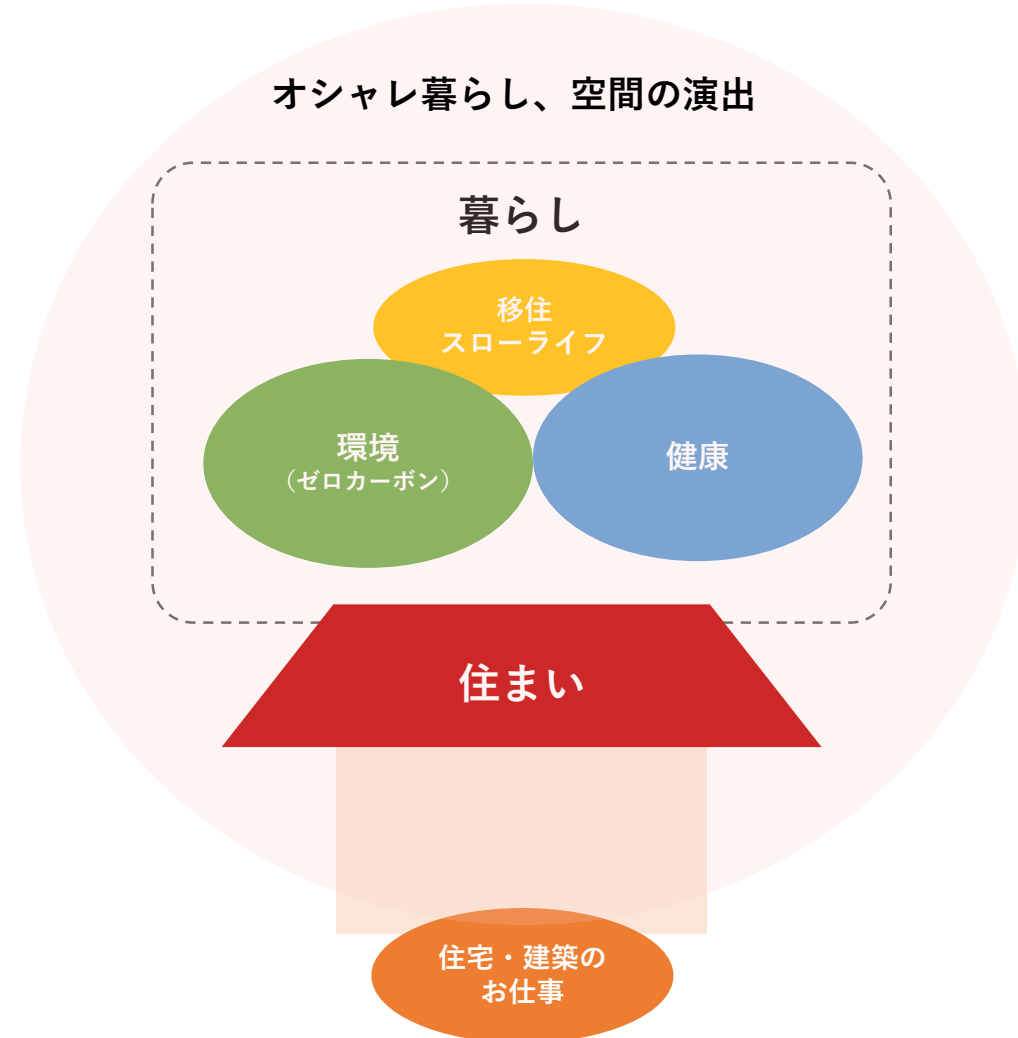 オシャレ暮らし、空間の演出
暮らし
移住
スローライフ
環境
（ゼロカーボン）
健康
住まい
住宅・建築の
お仕事